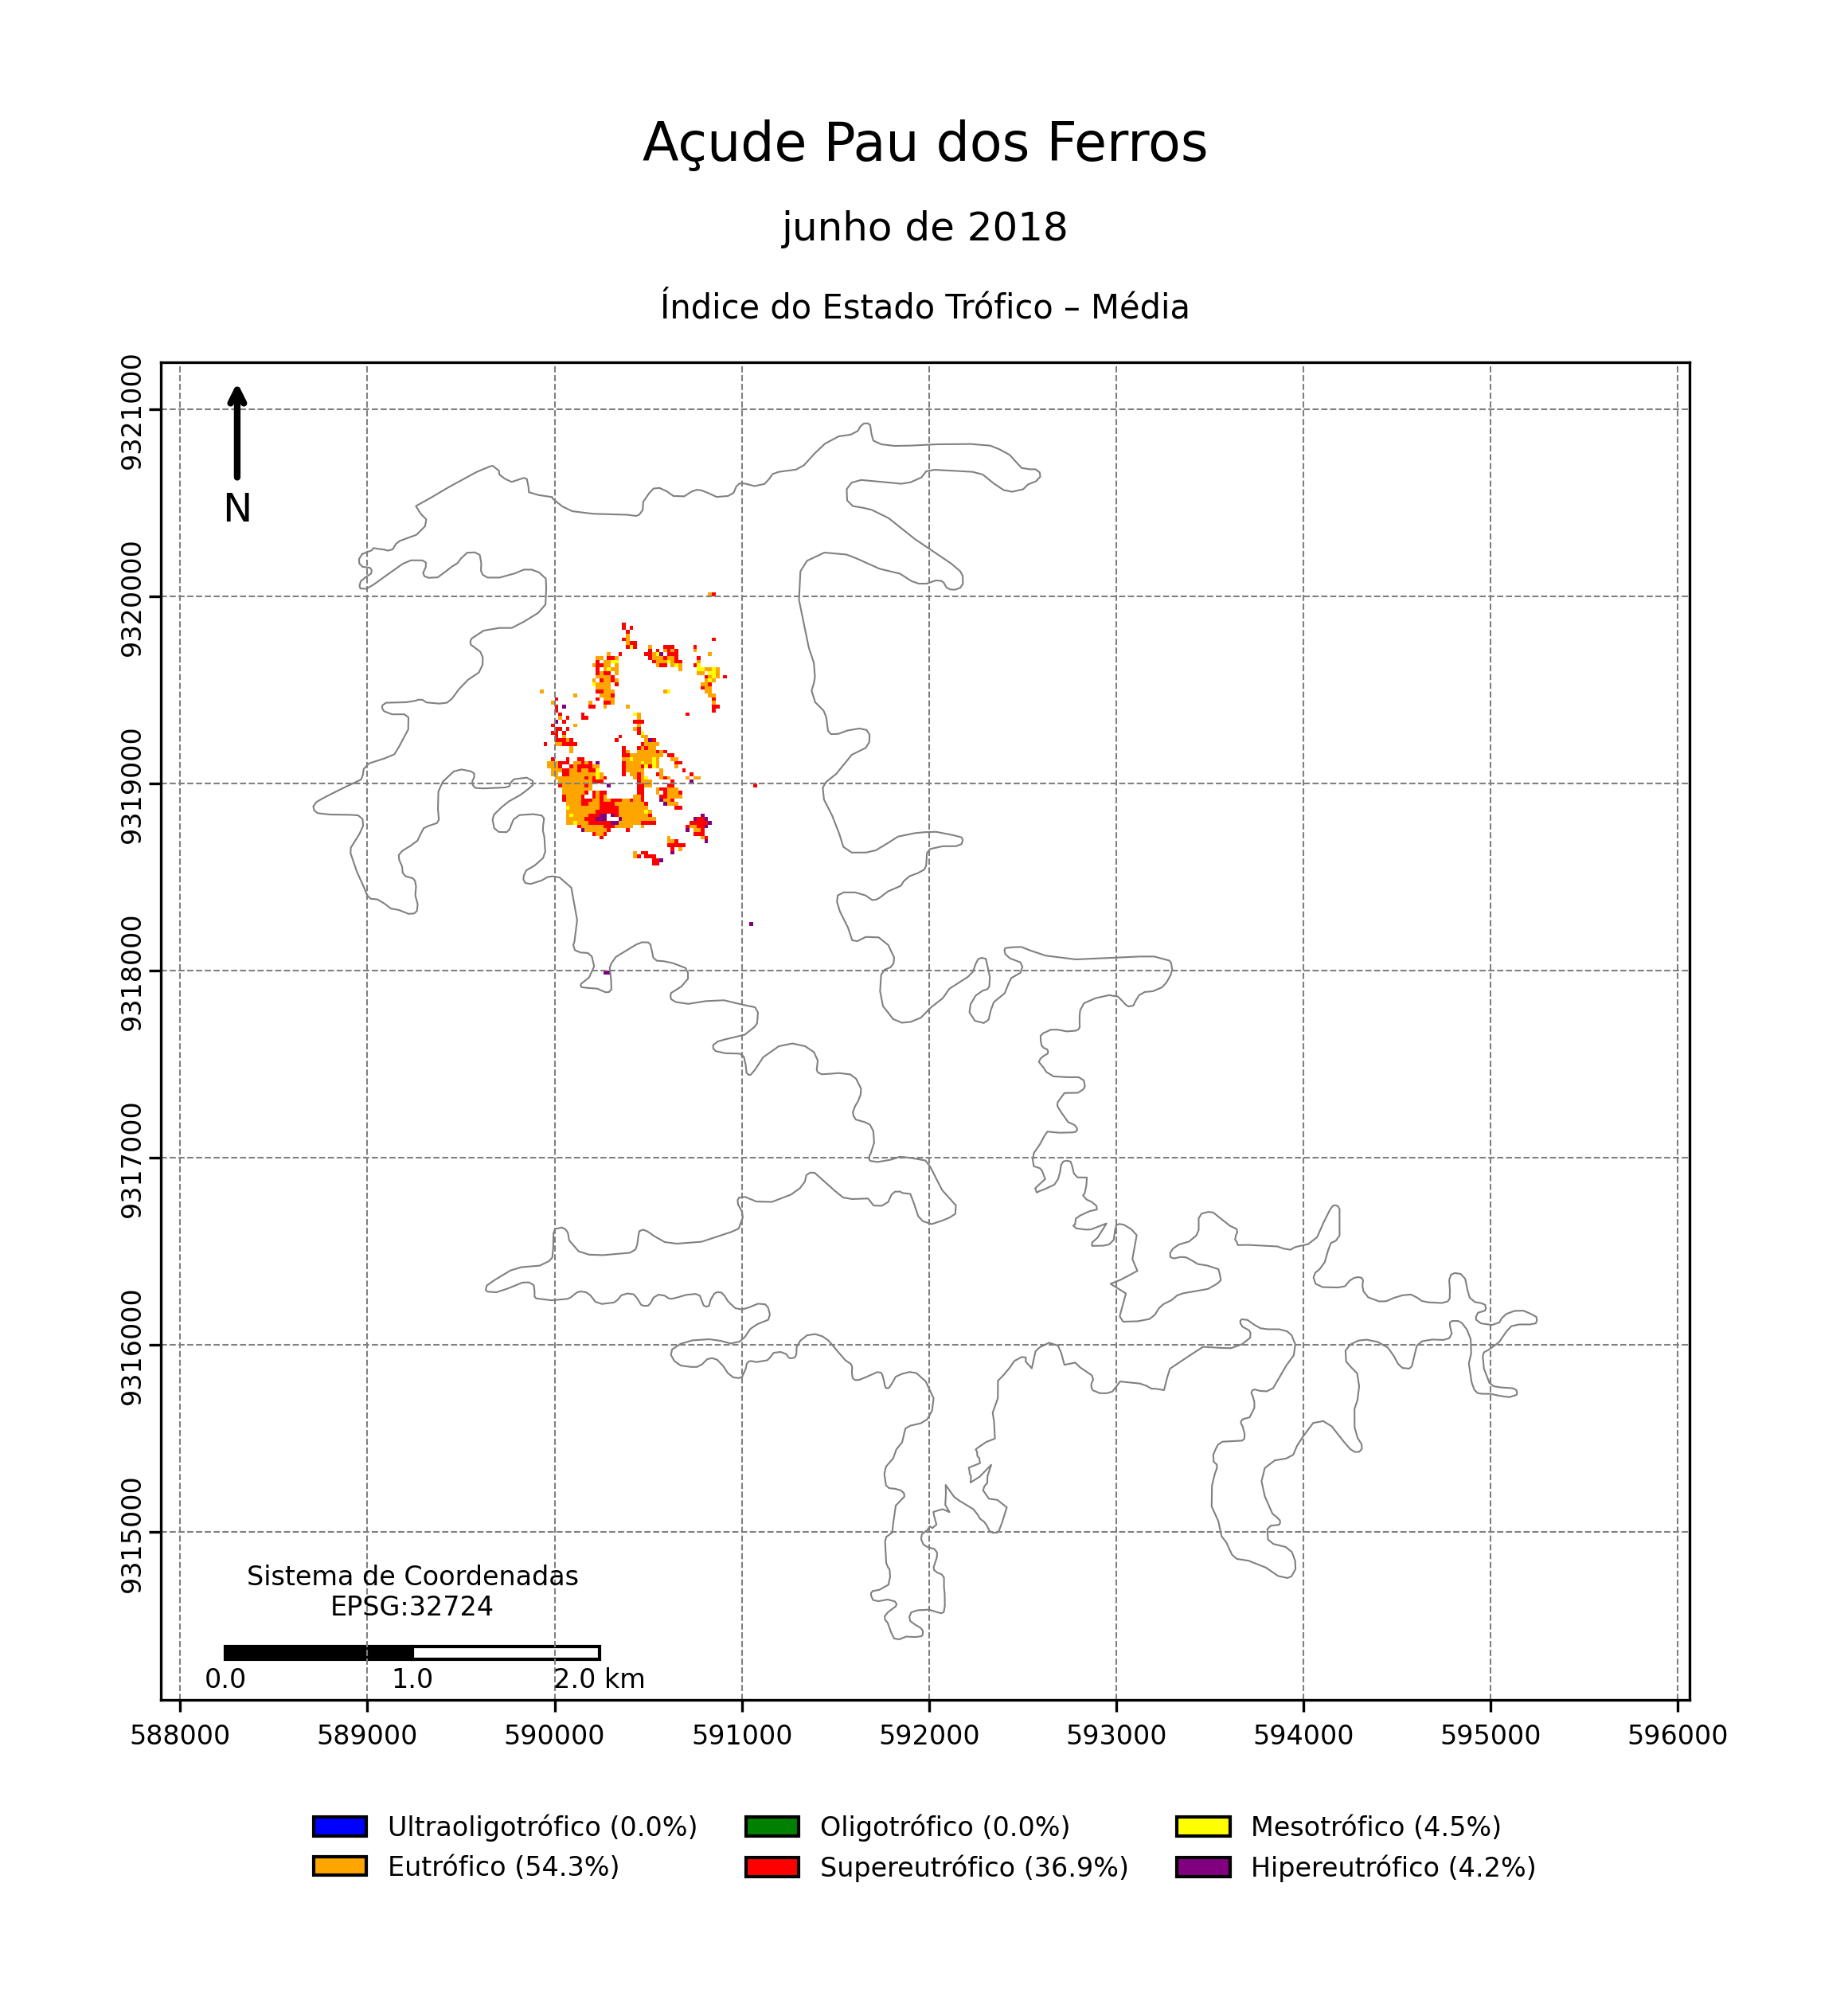 Açude Pau dos Ferros
junho de 2018
Índice do Estado Trófico – Média
9321000
9320000
9319000
9318000
9317000
9316000
9315000
N
Sistema de Coordenadas
EPSG:32724
0.0 1.0 2.0 km
588000 589000 590000 591000 592000 593000 594000 595000 596000
Ultraoligotrófico (0.0%) Oligotrófico (0.0%) Mesotrófico (4.5%)
Eutrófico (54.3%) Supereutrófico (36.9%) Hipereutrófico (4.2%)